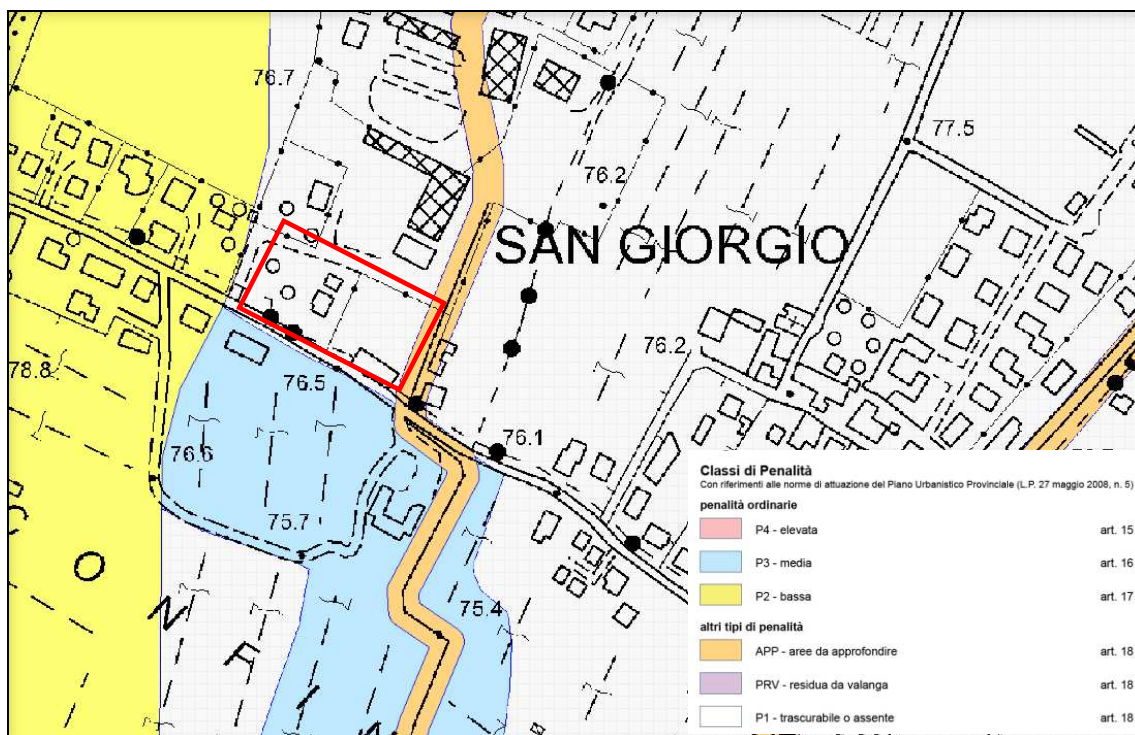 76.7
77.5
76.2
SAN GIORGIO
76.2
78.8
76.5
76.1
76.6
75.7
75.4
CONAIN
Classi di Penalità
Con riferimenti alle norme di attuazione del Piano Urbanistico Provinciale (L.P. 27 maggio 2008, n. 5)
penalità ordinarie
P4 - elevata art. 15
P3 - media art. 16
P2 - bassa art. 17
altri tipi di penalità
APP - aree da approfondire art. 18
PRV - residua da valanga art. 18
P1 - trascurabile o assente art. 18